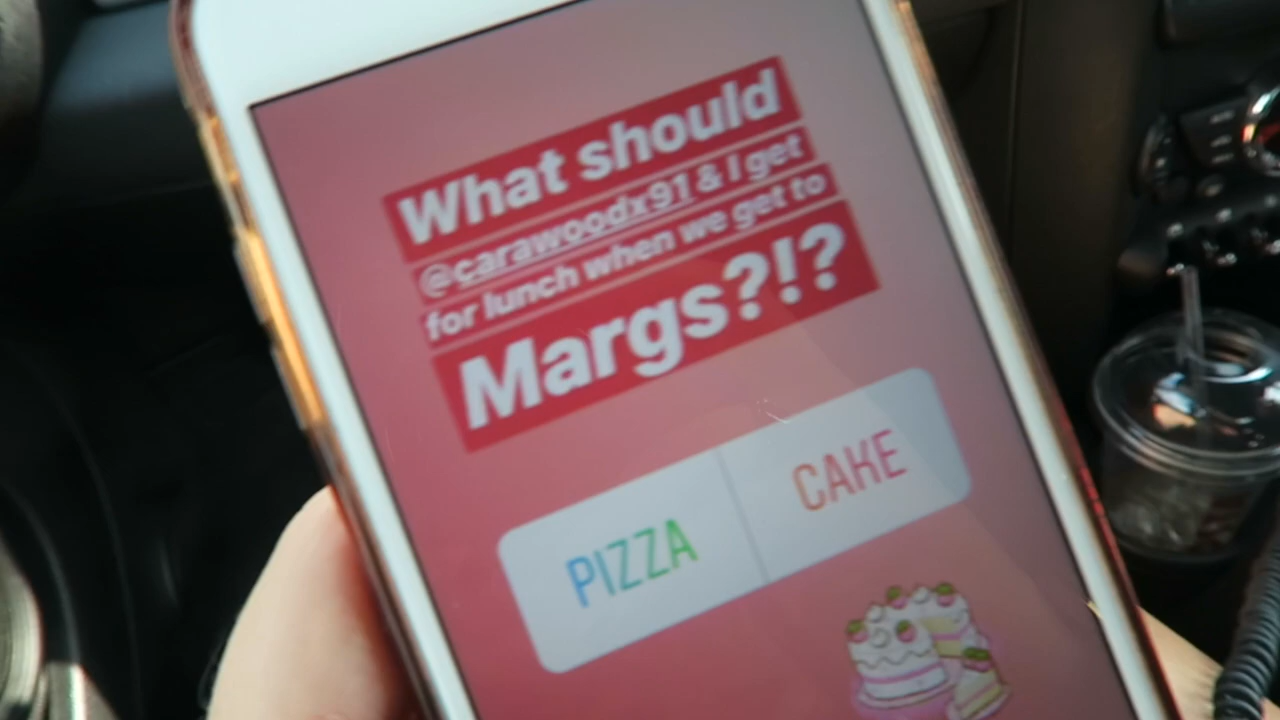 What should
@carawoodx91 & I get
for lunch when we get to
Margs?!?
PIZZA
CAKE